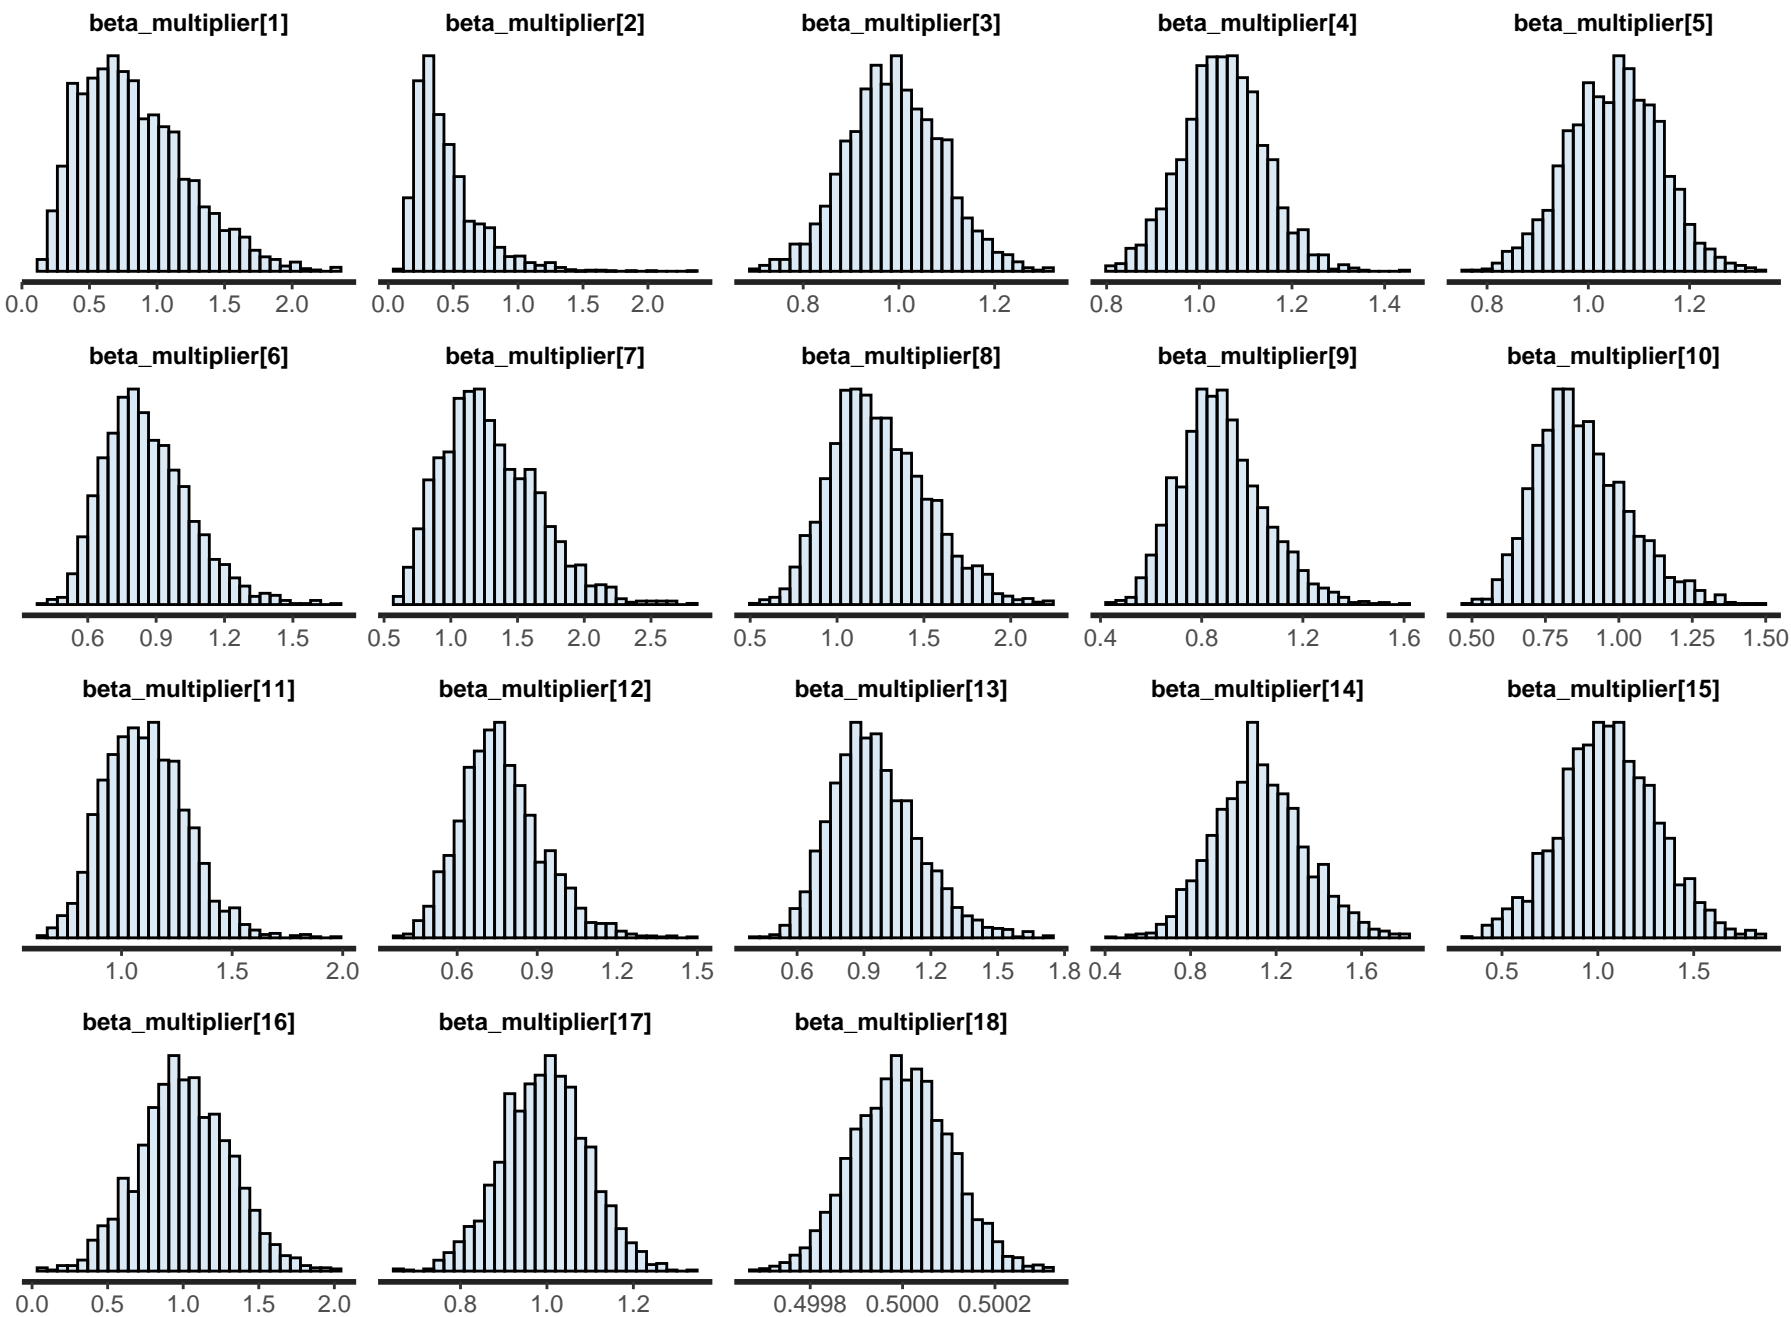 beta_multiplier[1] beta_multiplier[2] beta_multiplier[3] beta_multiplier[4] beta_multiplier[5]
0.0 0.5 1.0 1.5 2.0 0.0 0.5 1.0 1.5 2.0 0.8 1.0 1.2 0.8 1.0 1.2 1.4 0.8 1.0 1.2
beta_multiplier[6] beta_multiplier[7] beta_multiplier[8] beta_multiplier[9] beta_multiplier[10]
0.6 0.9 1.2 1.5 0.5 1.0 1.5 2.0 2.5 0.5 1.0 1.5 2.0 0.4 0.8 1.2 1.6 0.50 0.75 1.00 1.25 1.50
beta_multiplier[11] beta_multiplier[12] beta_multiplier[13] beta_multiplier[14] beta_multiplier[15]
1.0 1.5 2.0 0.6 0.9 1.2 1.5 0.6 0.9 1.2 1.5 1.8 0.4 0.8 1.2 1.6 0.5 1.0 1.5
beta_multiplier[16] beta_multiplier[17] beta_multiplier[18]
0.0 0.5 1.0 1.5 2.0 0.8 1.0 1.2 0.4998 0.5000 0.5002